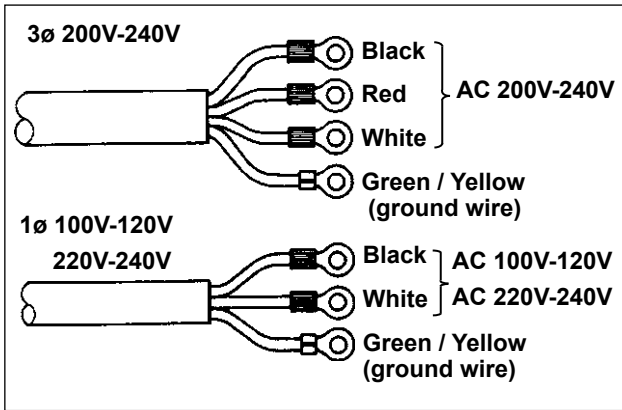 3ø 200V-240V
Black
Red
AC 200V-240V
White
Green / Yellow
(ground wire)
1ø 100V-120V
220V-240V
Black
AC 100V-120V
White
AC 220V-240V
Green / Yellow
(ground wire)